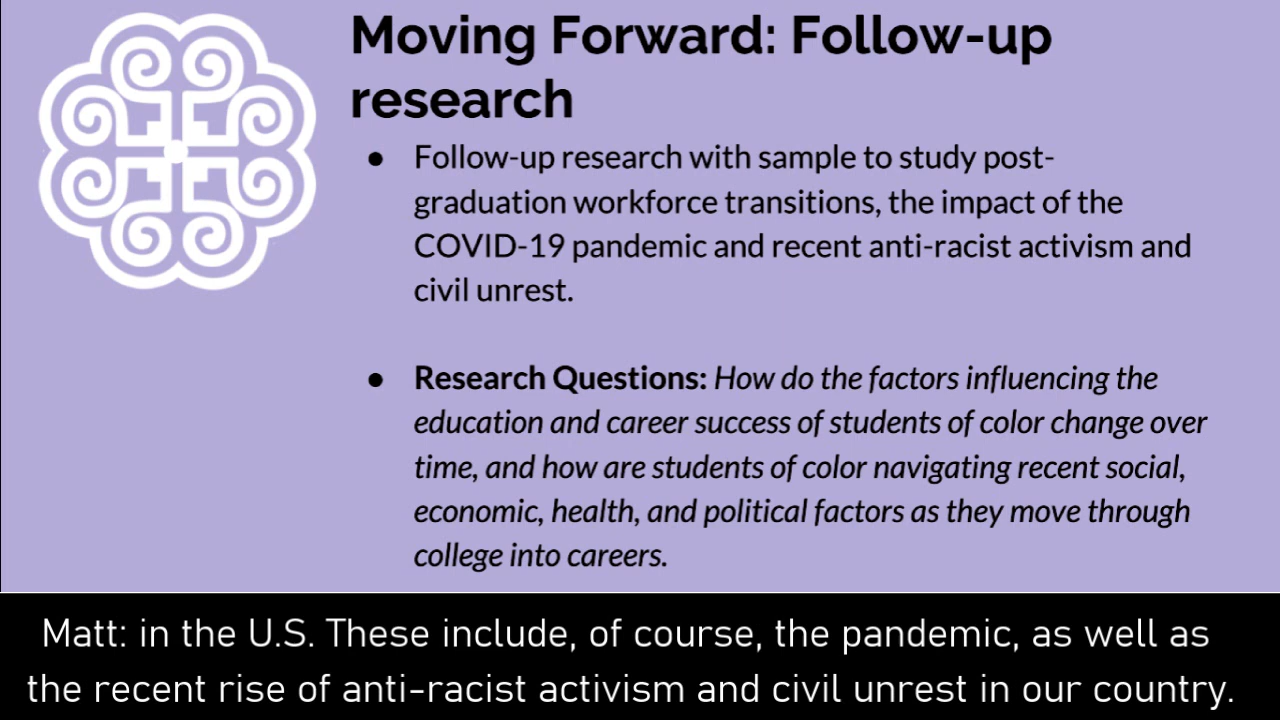 Moving Forward: Follow-up
research
● Follow-up research with sample to study post-
graduation workforce transitions, the impact of the
COVID-19 pandemic and recent anti-racist activism and
civil unrest.
● Research Questions: How do the factors influencing the
education and career success of students of color change over
time, and how are students of color navigating recent social,
economic, health, and political factors as they move through
college into careers.
Matt: in the U.S. These include, of course, the pandemic, as well as
the recent rise of anti-racist activism and civil unrest in our country.